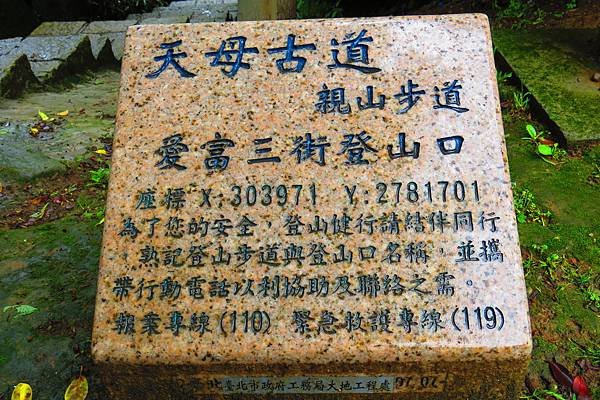 天母古道
親山步道
愛富三街登山口
座標 X:303971 Y:2781701
為了您的安全，登山健行請結伴同行
，熟記登山步道與登山口名稱，並攜
帶行動電話以利協助及聯絡之需。
報案專線(110) 緊急救護專線(119)
臺北市政府工務局大地工程處 97.07